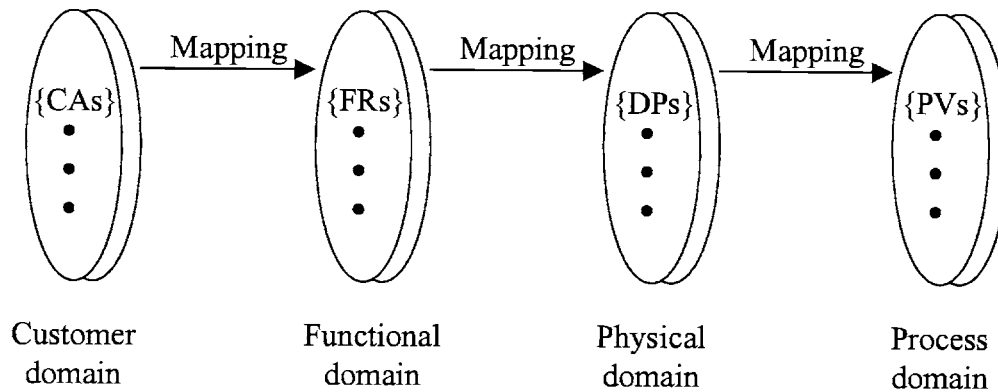 Mapping Mapping Mapping
{CAs} {FRs} {DPs} {PVs}
Customer Functional Physical Process
domain domain domain domain